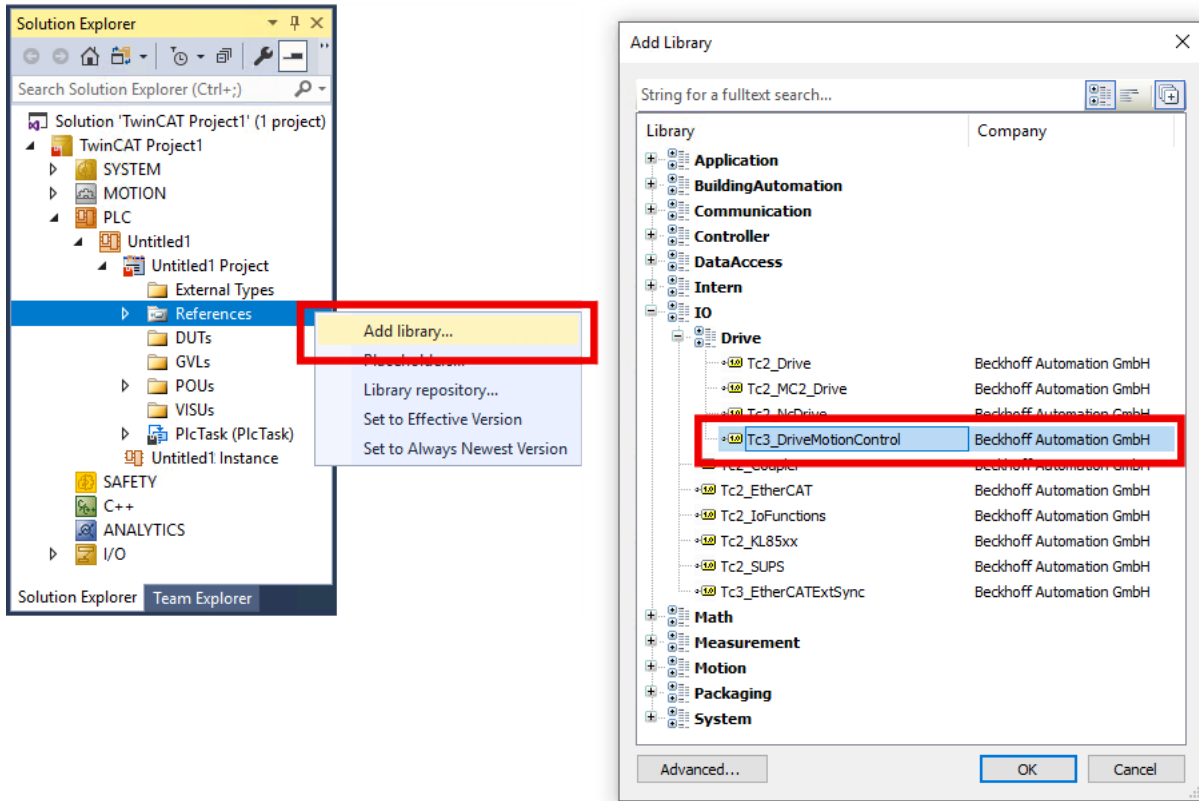 Solution Explorer
Search Solution Explorer (Ctrl+;)
Solution 'TwinCAT Project1' (1 project)
TwinCAT Project1
SYSTEM
MOTION
PLC
Untitled1
Untitled1 Project
External Types
References
DUTs
GVLs
POUs
VISUs
PlcTask (PlcTask)
Untitled1 Instance
SAFETY
C++
ANALYTICS
I/O
Solution Explorer Team Explorer
Add library...
Placeholders...
Library repository...
Set to Effective Version
Set to Always Newest Version
Add Library
String for a fulltext search...
Library Company
Application
BuildingAutomation
Communication
Controller
DataAccess
Intern
IO
Drive
Tc2_Drive Beckhoff Automation GmbH
Tc2_MC2_Drive Beckhoff Automation GmbH
Tc2_NcDrive Beckhoff Automation GmbH
Tc3_DriveMotionControl Beckhoff Automation GmbH
Tc2_Coupler Beckhoff Automation GmbH
Tc2_EtherCAT Beckhoff Automation GmbH
Tc2_IoFunctions Beckhoff Automation GmbH
Tc2_KL85xx Beckhoff Automation GmbH
Tc2_SUPS Beckhoff Automation GmbH
Tc3_EtherCATExtSync Beckhoff Automation GmbH
Math
Measurement
Motion
Packaging
System
Advanced... OK Cancel